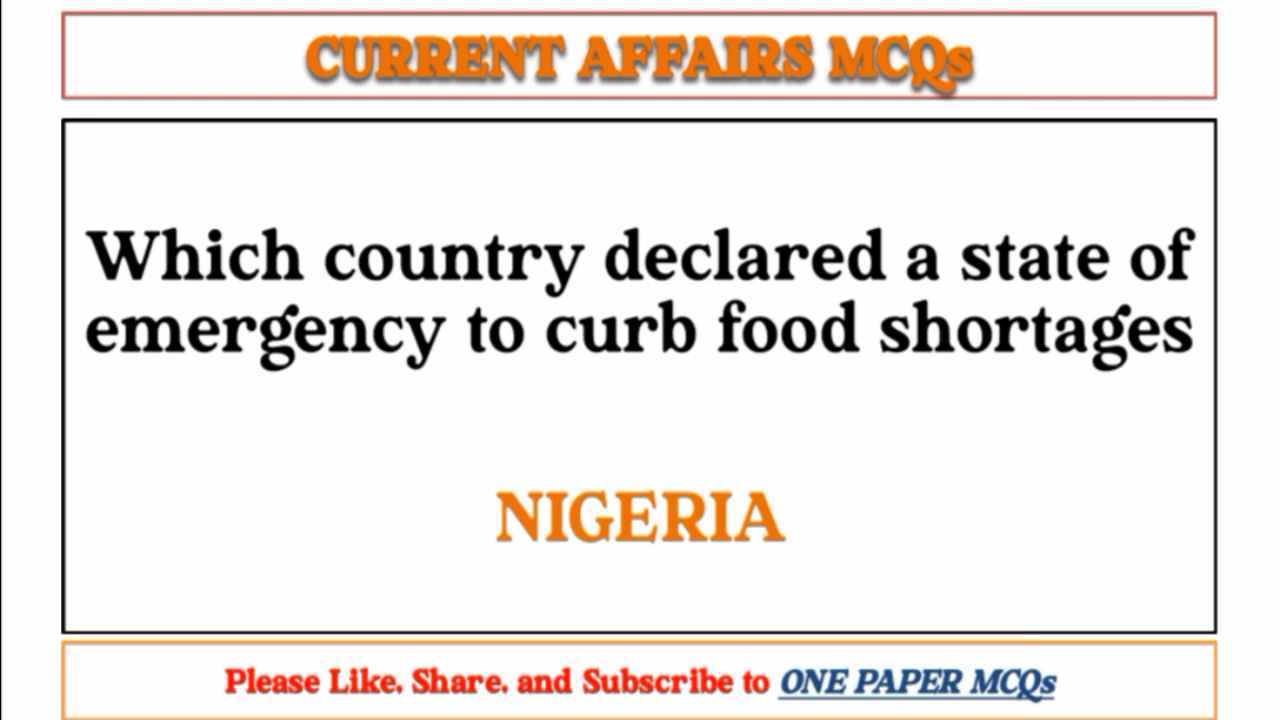 CURRENT AFFAIRS MCQs
Which country declared a state of
emergency to curb food shortages
NIGERIA
Please Like. Share. and Subscribe to ONE PAPER MCQs